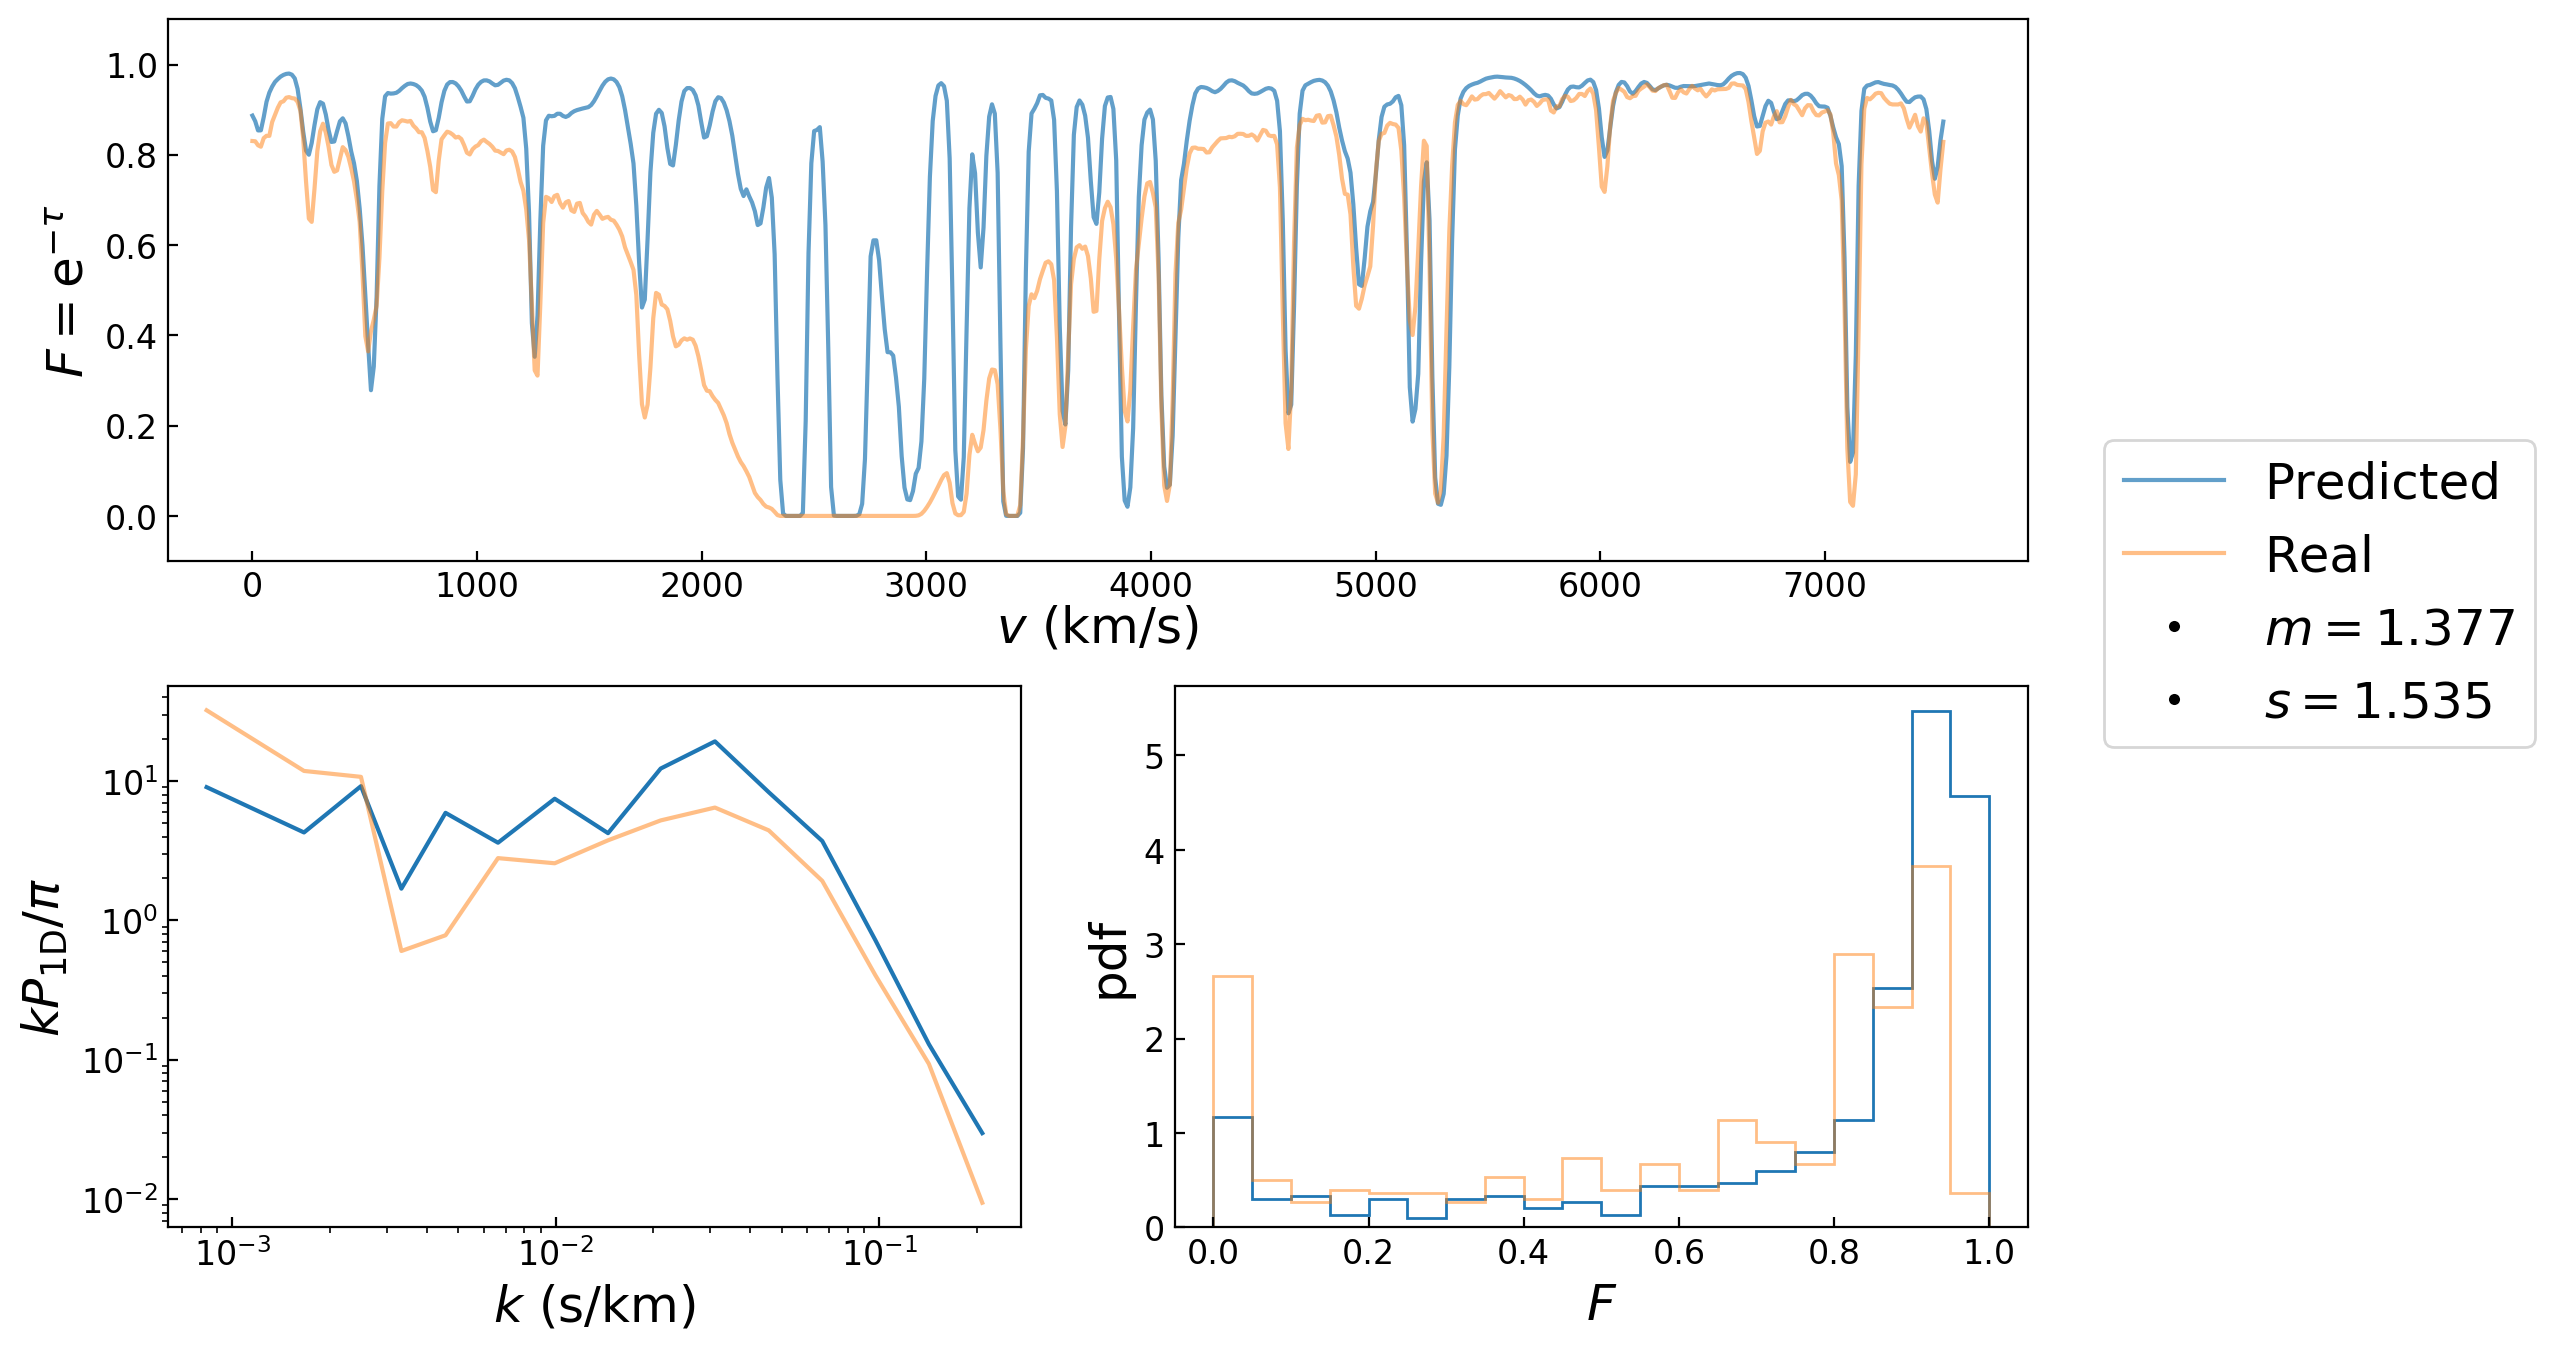 1.0
0.8
0.6
0.4
0.2
0.0
F = e^{−τ}
0 1000 2000 3000 4000 5000 6000 7000
v (km/s)
Predicted
Real
m = 1.377
s = 1.535
10^1
10^0
10^{−1}
10^{−2}
kP_{1D}/π
10^{−3} 10^{−2} 10^{−1}
k (s/km)
5
4
3
2
1
0
pdf
0.0 0.2 0.4 0.6 0.8 1.0
F